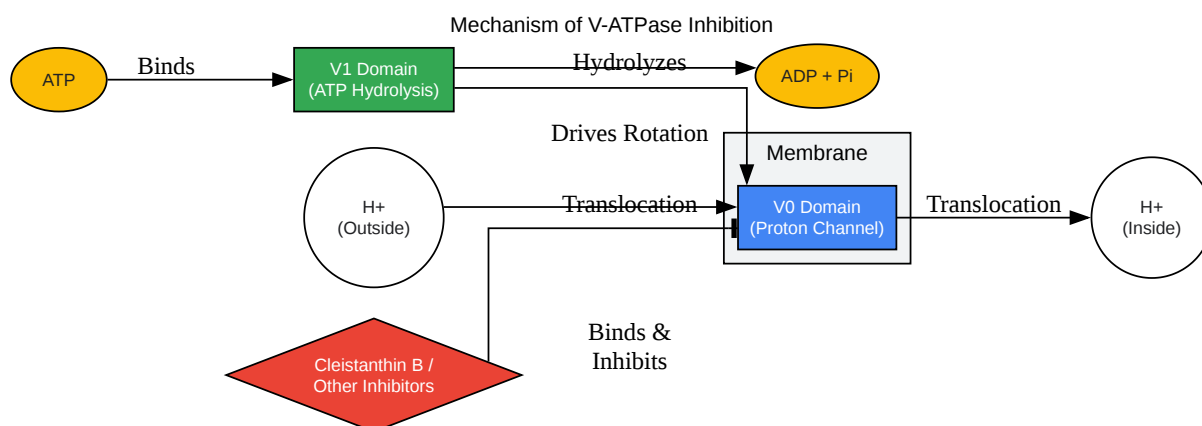 Mechanism of V-ATPase Inhibition
ATP
Binds
V1 Domain
(ATP Hydrolysis)
Hydrolyzes
ADP + Pi
Drives Rotation
Membrane
H+
(Outside)
Translocation
V0 Domain
(Proton Channel)
Translocation
H+
(Inside)
Cleistanthin B /
Other Inhibitors
Binds &
Inhibits